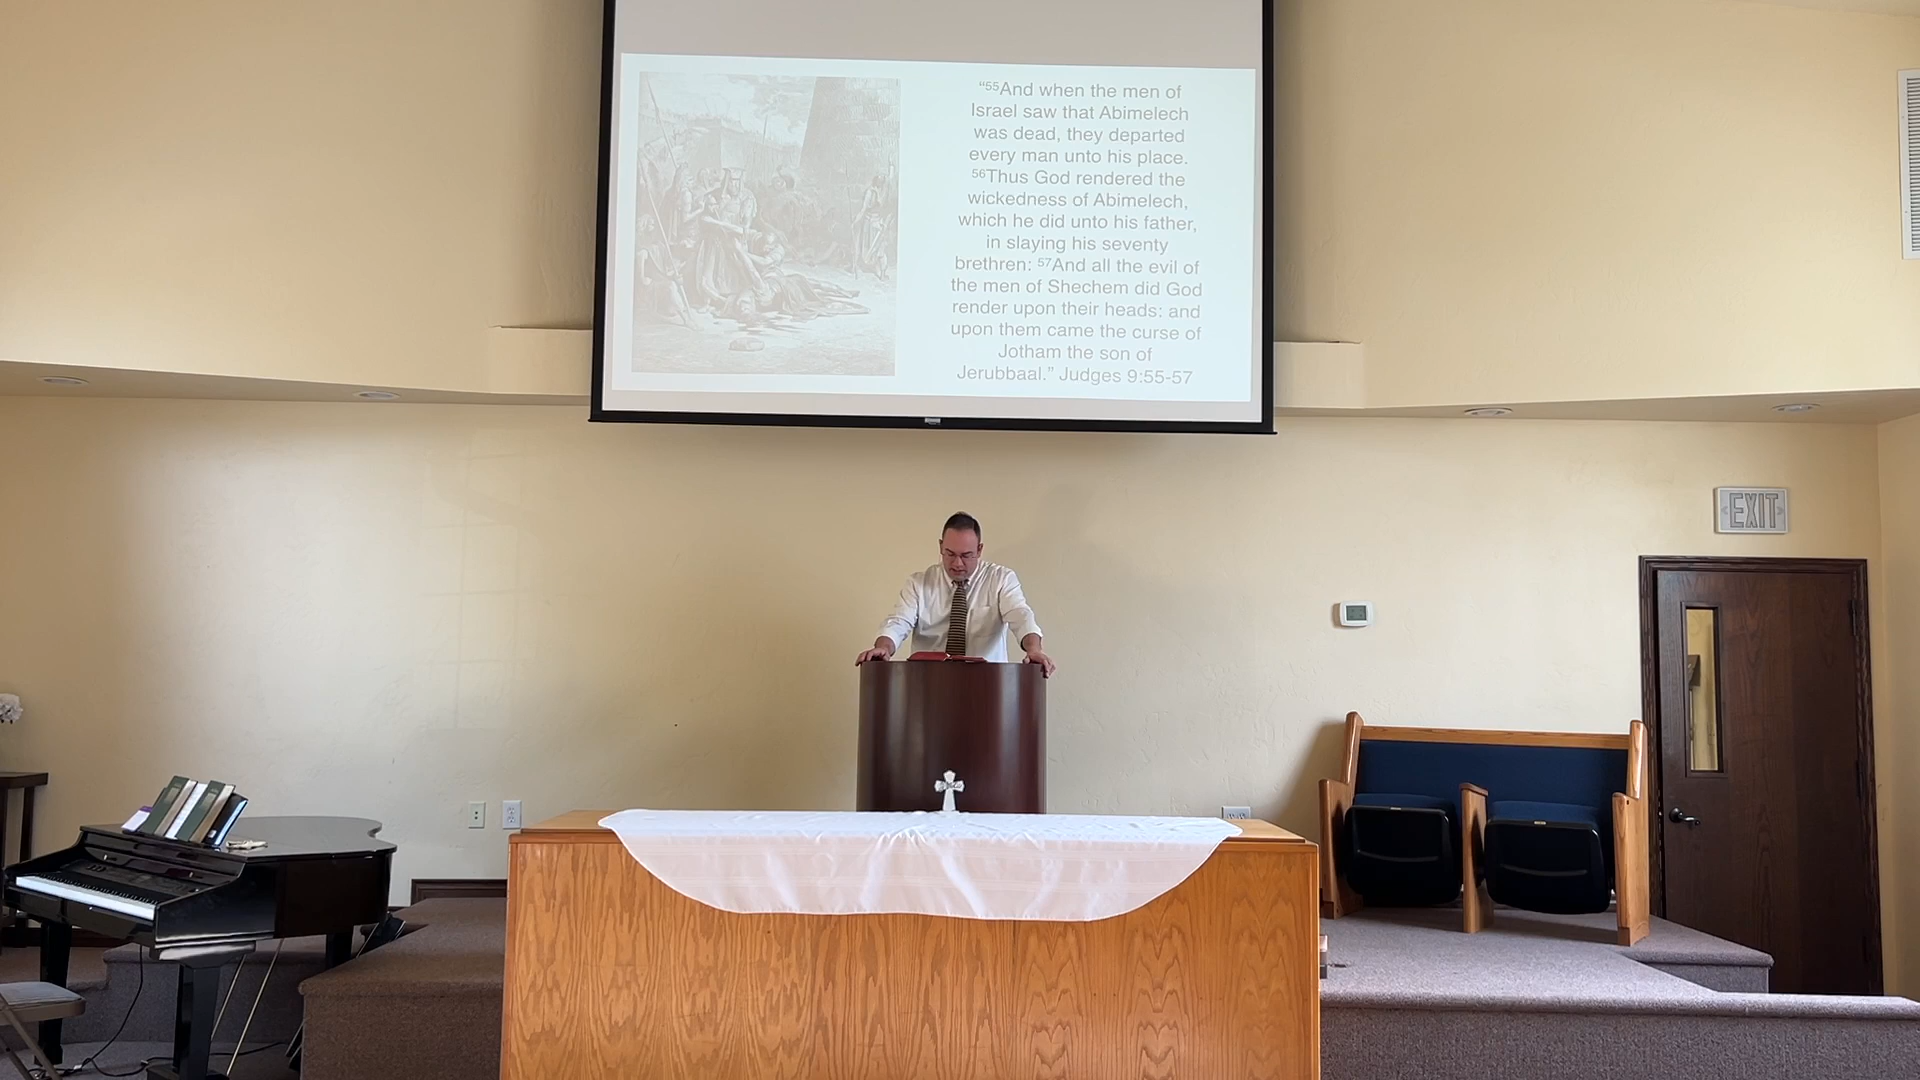 “⁵⁵And when the men of
Israel saw that Abimelech
was dead, they departed
every man unto his place.
⁵⁶Thus God rendered the
wickedness of Abimelech,
which he did unto his father,
in slaying his seventy
brethren: ⁵⁷And all the evil of
the men of Shechem did God
render upon their heads: and
upon them came the curse of
Jotham the son of
Jerubbaal.” Judges 9:55-57
EXIT